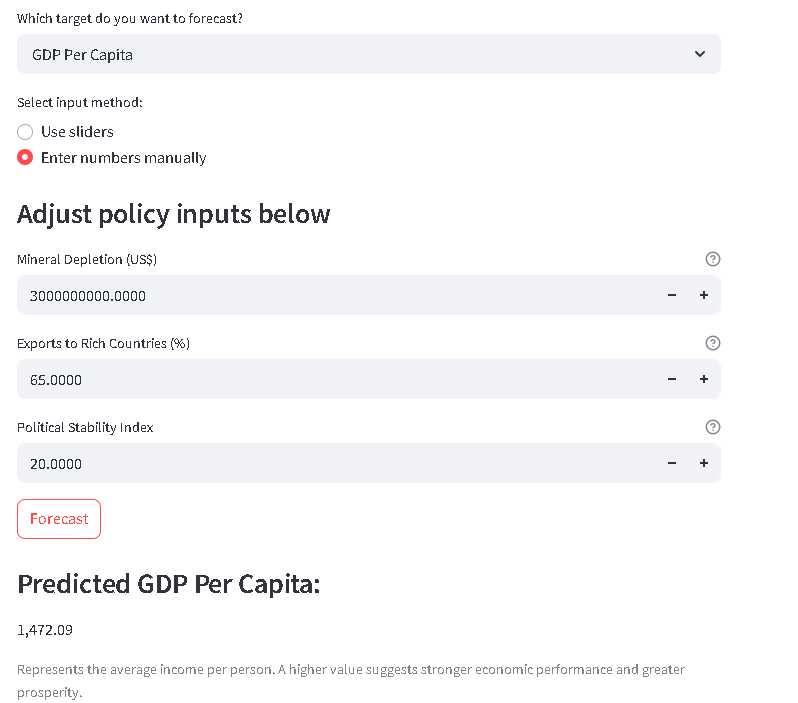 Which target do you want to forecast?
GDP Per Capita
Select input method:
Use sliders
Enter numbers manually
Adjust policy inputs below
Mineral Depletion (US$)
3000000000.0000
Exports to Rich Countries (%)
65.0000
Political Stability Index
20.0000
Forecast
Predicted GDP Per Capita:
1,472.09
Represents the average income per person. A higher value suggests stronger economic performance and greater
prosperity.